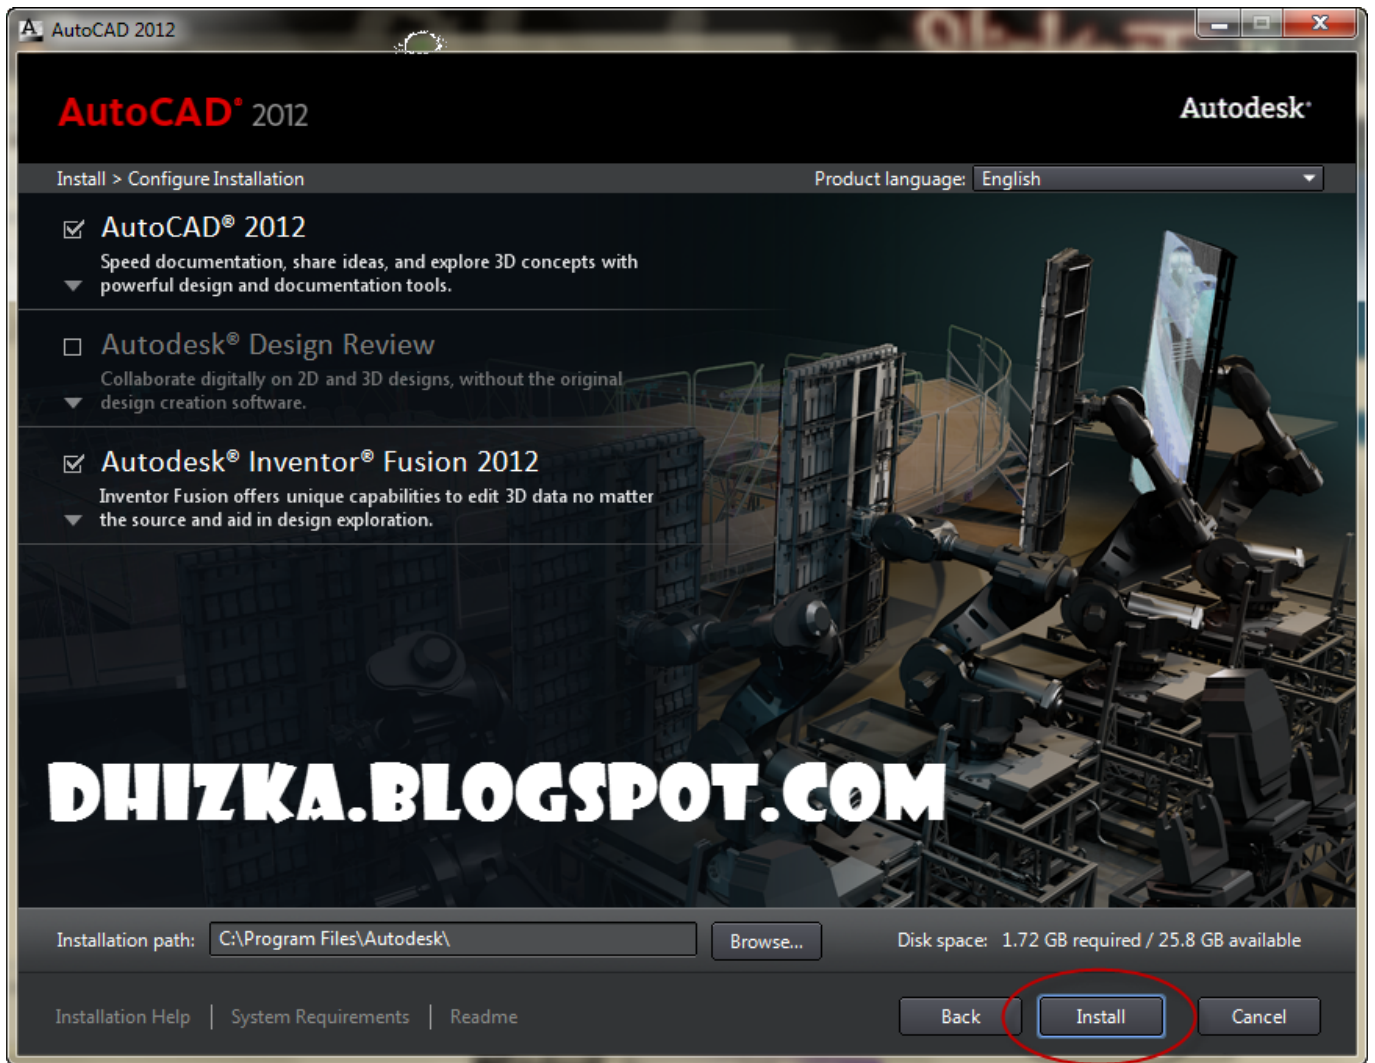 AutoCAD 2012
AutoCAD® 2012
Autodesk®
Install > Configure Installation
Product language: English
AutoCAD® 2012
Speed documentation, share ideas, and explore 3D concepts with
powerful design and documentation tools.
Autodesk® Design Review
Collaborate digitally on 2D and 3D designs, without the original
design creation software.
Autodesk® Inventor® Fusion 2012
Inventor Fusion offers unique capabilities to edit 3D data no matter
the source and aid in design exploration.
DHIZKA.BLOGSPOT.COM
Installation path: C:\Program Files\Autodesk\ Browse... Disk space: 1.72 GB required / 25.8 GB available
Installation Help | System Requirements | Readme Back Install Cancel